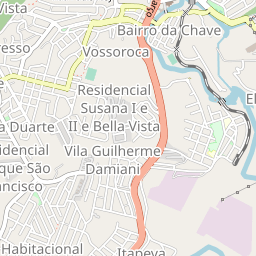 Bairro da Chave
Vista
Vossoroca
resso
Residencial
Susana I e
II e Bella Vista
a Duarte
Vila Guilherme
Damiani
sidencial
que São
ancisco
El
Habitacional
Itapeva